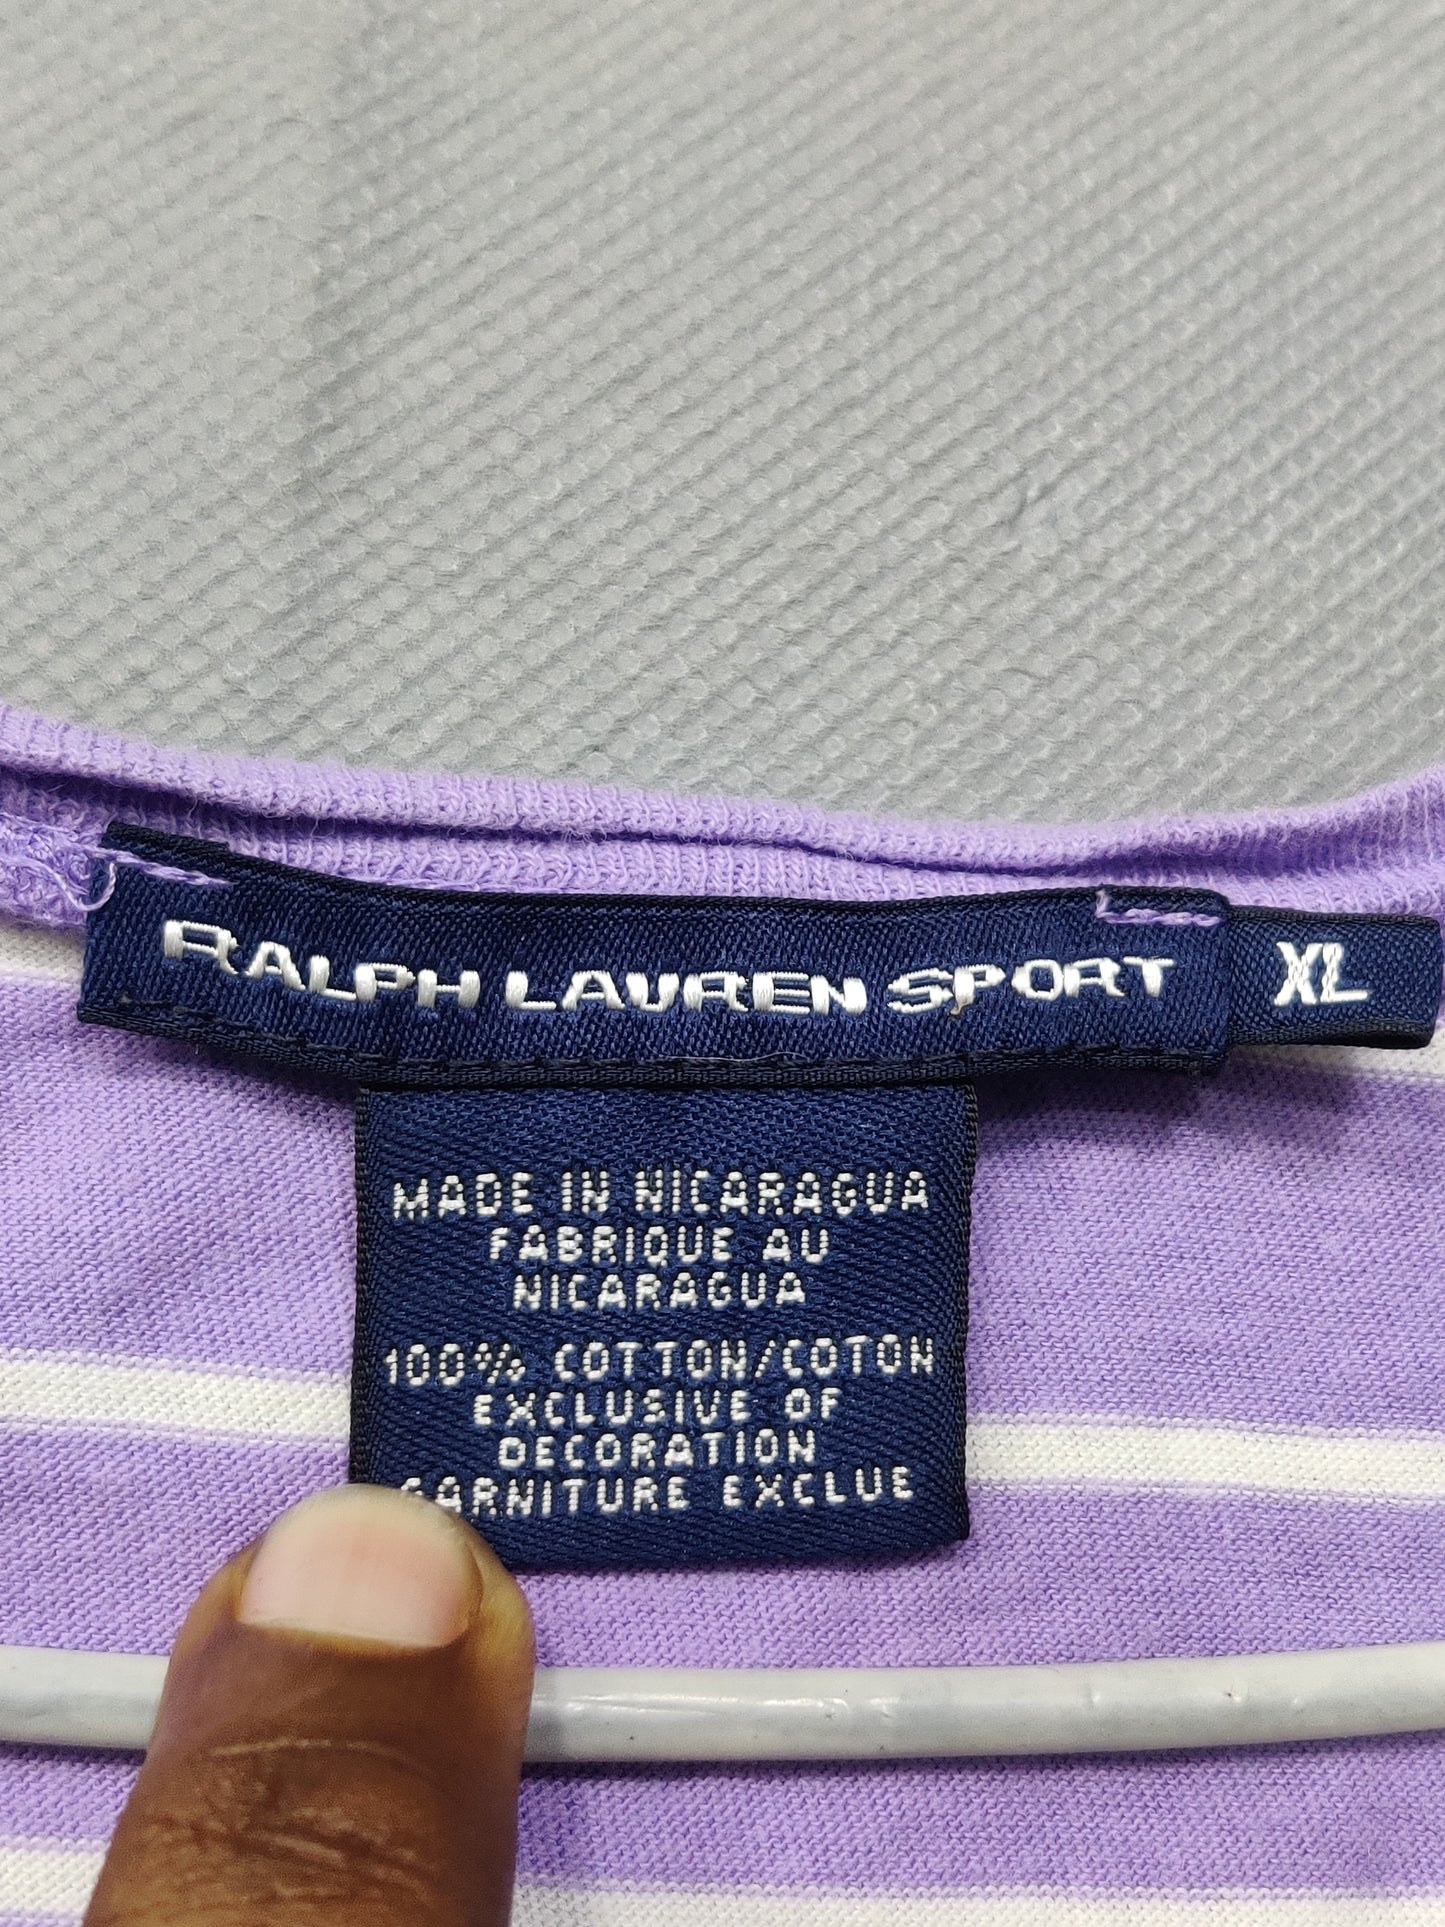 RALPH LAUREN SPORT XL
MADE IN NICARAGUA
FABRIQUE AU
NICARAGUA
100% COTTON/COTON
EXCLUSIVE OF
DECORATION
GARNITURE EXCLUE